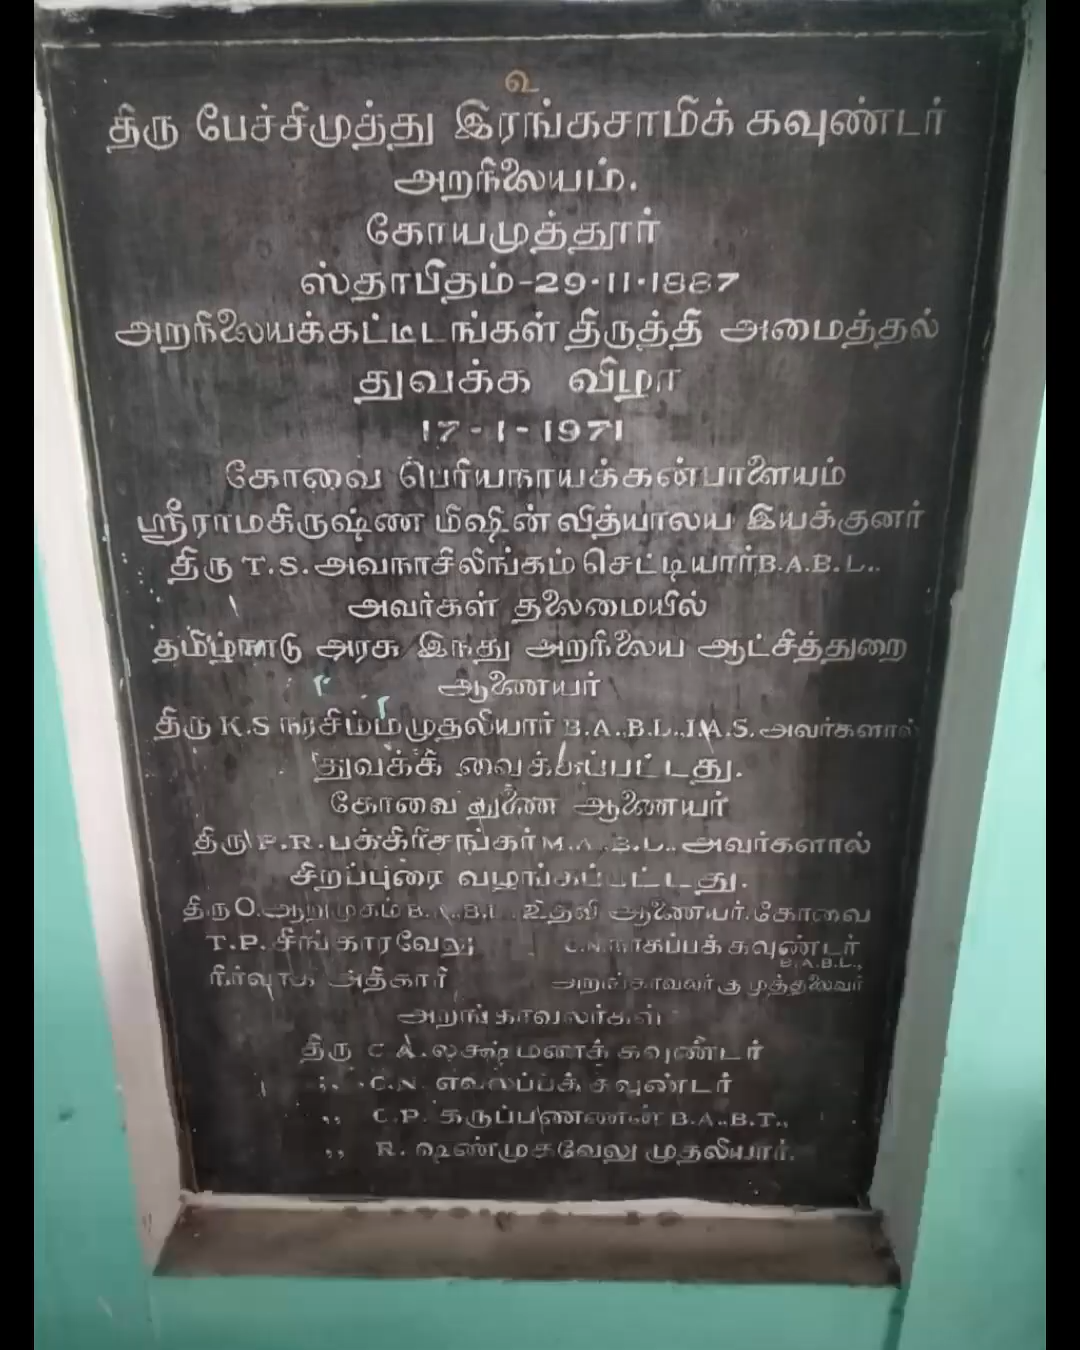 உ
திரு பேச்சிமுத்து இரங்கசாமிக் கவுண்டர்
அறநிலையம்.
கோயமுத்தூர்
ஸ்தாபிதம்-29·11·1887
அறநிலையக்கட்டிடங்கள் திருத்தி அமைத்தல்
துவக்க விழா
17-1-1971
கோவை பெரியநாயக்கன்பாளையம்
ஸ்ரீராமகிருஷ்ண மிஷின் வித்யாலய இயக்குனர்
திரு T.S.அவநாசிலிங்கம் செட்டியார்B.A.B.L..
அவர்கள் தலைமையில்
தமிழ்நாடு அரசு இந்து அறநிலைய ஆட்சித்துறை
ஆணையர்
திரு K.S நரசிம்ம முதலியார் B.A.,B.L.,I.A.S. அவர்களால்
துவக்கி வைக்கப்பட்டது.
கோவை துணை ஆணையர்
திரு P.R.பக்கிரிசங்கர் M.A.,B.L., அவர்களால்
சிறப்புரை வழங்கப்பட்டது.
திரு O.ஆறுமுகம் B.A.,B.L., உதவி ஆணையர்.கோவை
T.P.சிங்காரவேலு C.N.நாகப்பக் கவுண்டர்
B.A.B.L.,
நிர்வாக அதிகாரி அறங்காவலர் குழுத்தலைவர்
அறங்காவலர்கள்
திரு C A.லக்ஷ்மணக் கவுண்டர்
,, C.N. எலப்பக் கவுண்டர்
,, C.P. கருப்பண்ணன் B.A.,B.T.,
,, R. ஷண்முகவேலு முதலியார்.